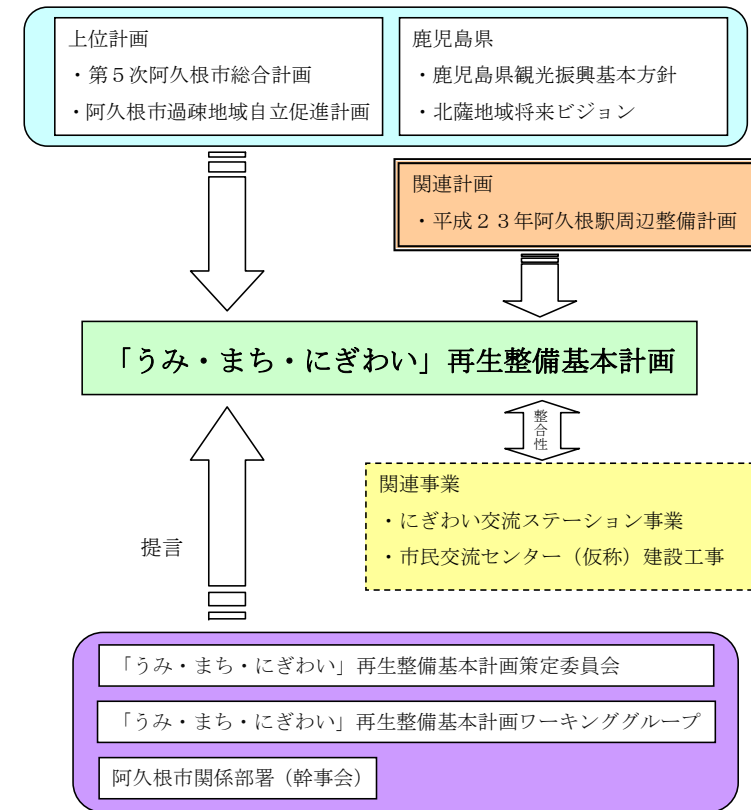 上位計画
・第５次阿久根市総合計画
・阿久根市過疎地域自立促進計画
鹿児島県
・鹿児島県観光振興基本方針
・北薩地域将来ビジョン
関連計画
・平成２３年阿久根駅周辺整備計画
「うみ・まち・にぎわい」再生整備基本計画
整合性
関連事業
・にぎわい交流ステーション事業
・市民交流センター（仮称）建設工事
提言
「うみ・まち・にぎわい」再生整備基本計画策定委員会
「うみ・まち・にぎわい」再生整備基本計画ワーキンググループ
阿久根市関係部署（幹事会）